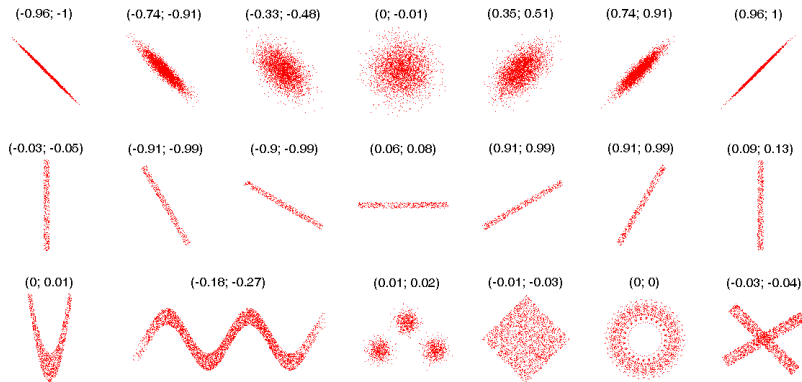 (-0.96; -1) (-0.74; -0.91) (-0.33; -0.48) (0; -0.01) (0.35; 0.51) (0.74; 0.91) (0.96; 1)
(-0.03; -0.05) (-0.91; -0.99) (-0.9; -0.99) (0.06; 0.08) (0.91; 0.99) (0.91; 0.99) (0.09; 0.13)
(0; 0.01) (-0.18; -0.27) (0.01; 0.02) (-0.01; -0.03) (0; 0) (-0.03; -0.04)